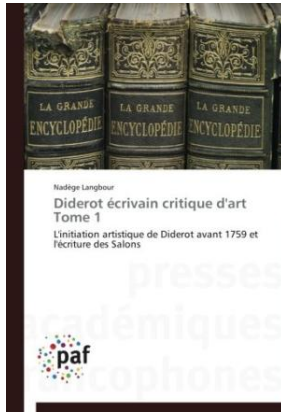 LA GRANDE
ENCYCLOPÉDIE
LA GRANDE
ENCYCLOPÉDIE
LA GRANDE
ENCYCLOPÉDIE
Nadège Langbour
Diderot écrivain critique d'art
Tome 1
L'initiation artistique de Diderot avant 1759 et
l'écriture des Salons
presses
académiques
francophones
paf